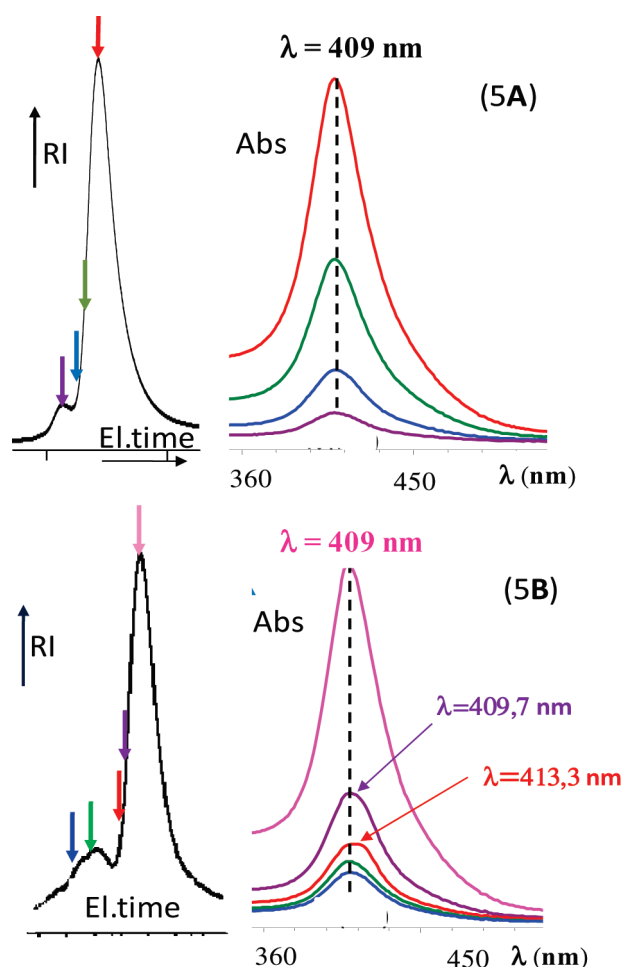 λ = 409 nm
(5A)
RI
Abs
El.time
360
450
λ (nm)
λ = 409 nm
(5B)
RI
Abs
λ=409,7 nm
λ=413,3 nm
El.time
360
450
λ (nm)